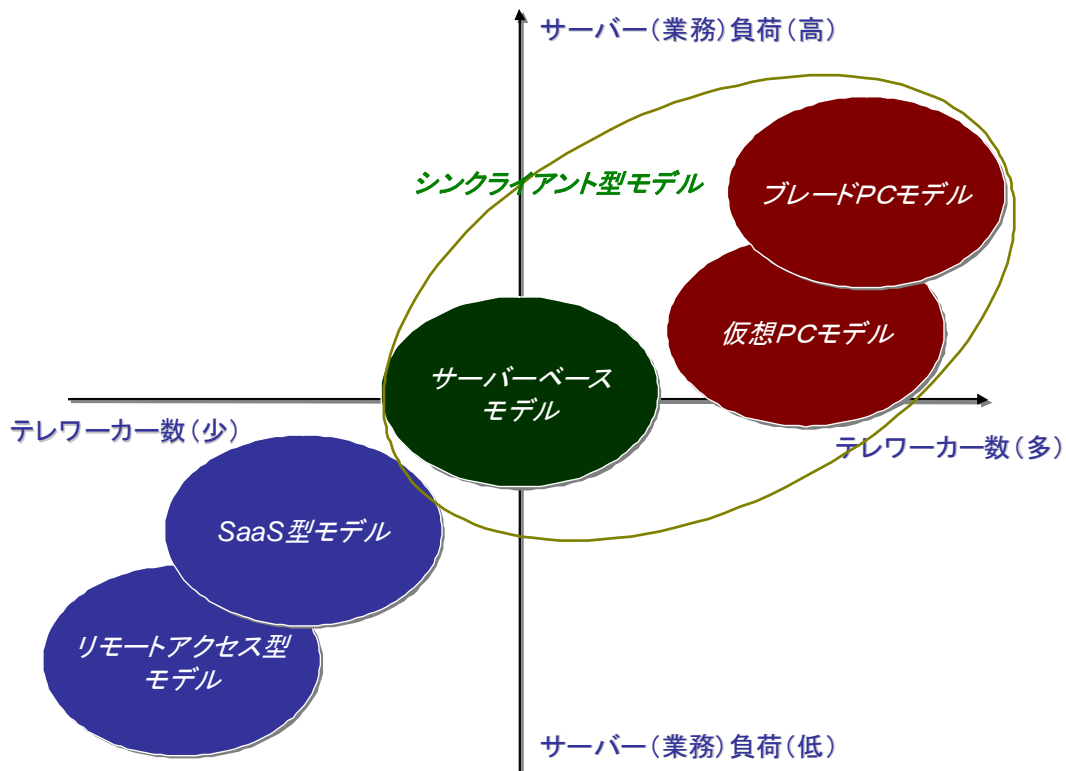 サーバー(業務)負荷(高)
シンクライアント型モデル
ブレードPCモデル
仮想PCモデル
サーバーベース
モデル
テレワーカー数(少)
テレワーカー数(多)
SaaS型モデル
リモートアクセス型
モデル
サーバー(業務)負荷(低)